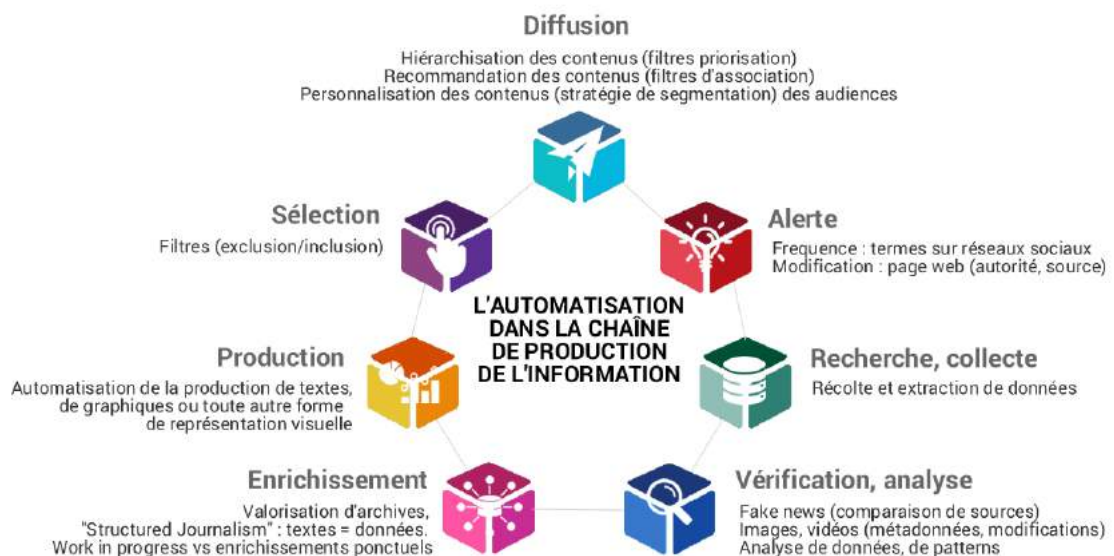 Diffusion
Hiérarchisation des contenus (filtres priorisation)
Recommandation des contenus (filtres d'association)
Personnalisation des contenus (stratégie de segmentation) des audiences
Sélection
Filtres (exclusion/inclusion)
Alerte
Frequence : termes sur réseaux sociaux
Modification : page web (autorité, source)
L'AUTOMATISATION
DANS LA CHAÎNE
DE PRODUCTION
DE L'INFORMATION
Production
Automatisation de la production de textes,
de graphiques ou toute autre forme
de représentation visuelle
Recherche, collecte
Récolte et extraction de données
Enrichissement
Valorisation d'archives,
"Structured Journalism" : textes = données.
Work in progress vs enrichissements ponctuels
Vérification, analyse
Fake news (comparaison de sources)
Images, vidéos (métadonnées, modifications)
Analyse de données, de patterns